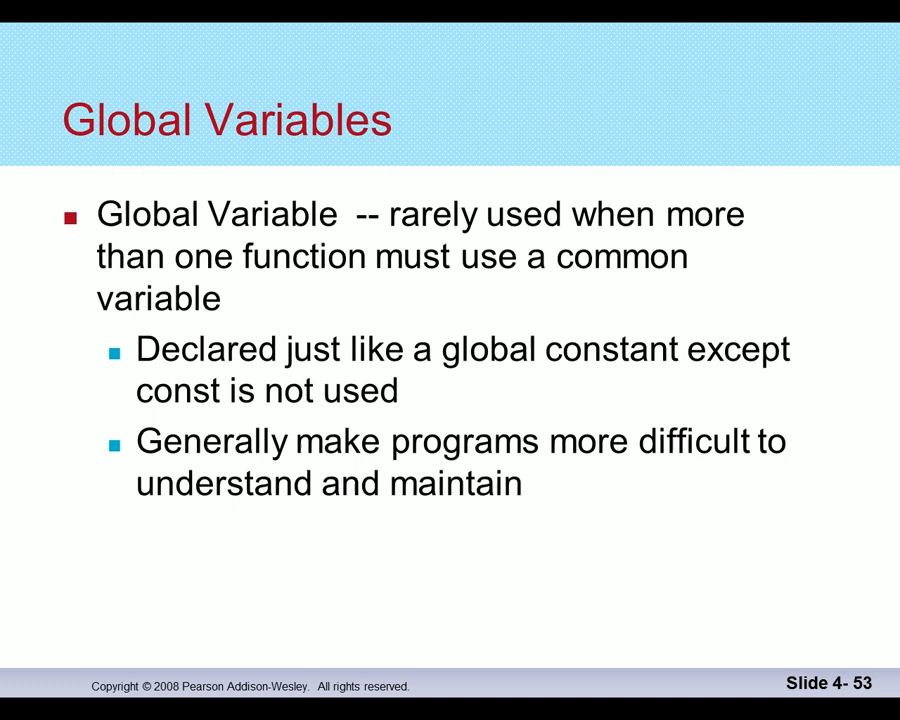 Global Variables
Global Variable  -- rarely used when more
than one function must use a common
variable
Declared just like a global constant except
const is not used
Generally make programs more difficult to
understand and maintain
Copyright © 2008 Pearson Addison-Wesley.  All rights reserved.
Slide 4- 53